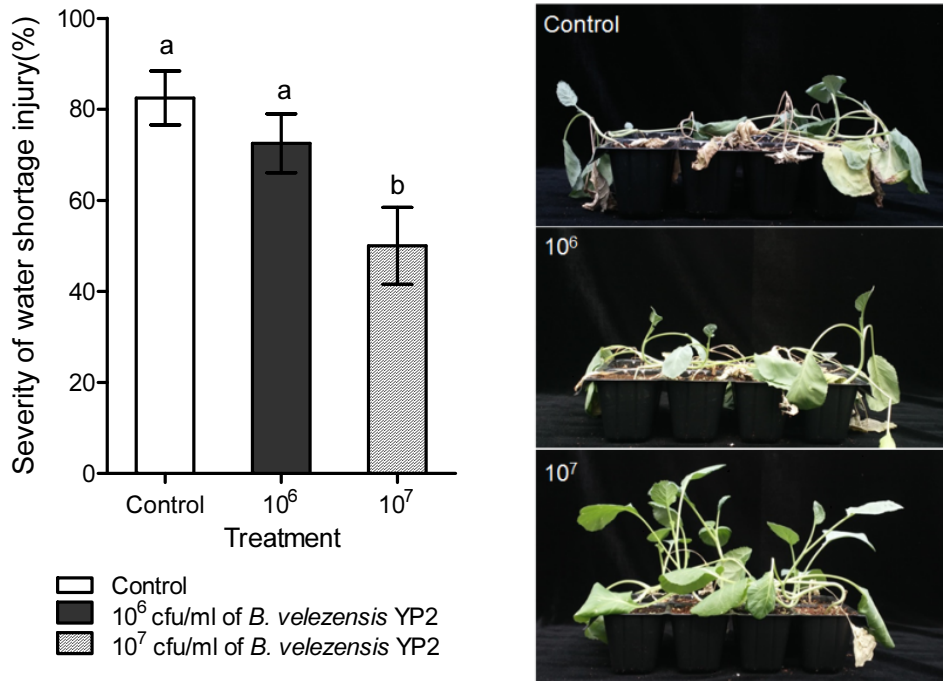 Severity of water shortage injury(%)
100
80
60
40
20
0
a
a
b
Control
10⁶
10⁷
Treatment
Control
10⁶ cfu/ml of B. velezensis YP2
10⁷ cfu/ml of B. velezensis YP2
Control
10⁶
10⁷